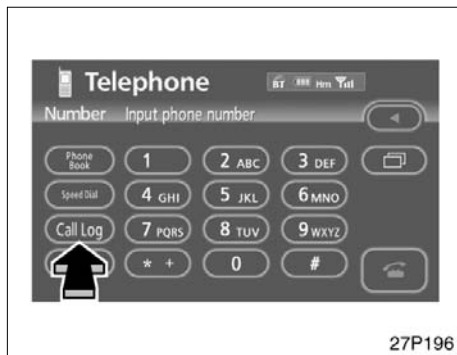 Telephone
BT Hm
Number Input phone number
Phone Book 1 2 ABC 3 DEF
Speed Dial 4 GHI 5 JKL 6 MNO
Call Log 7 PQRS 8 TUV 9 WXYZ
* + 0 #
27P196